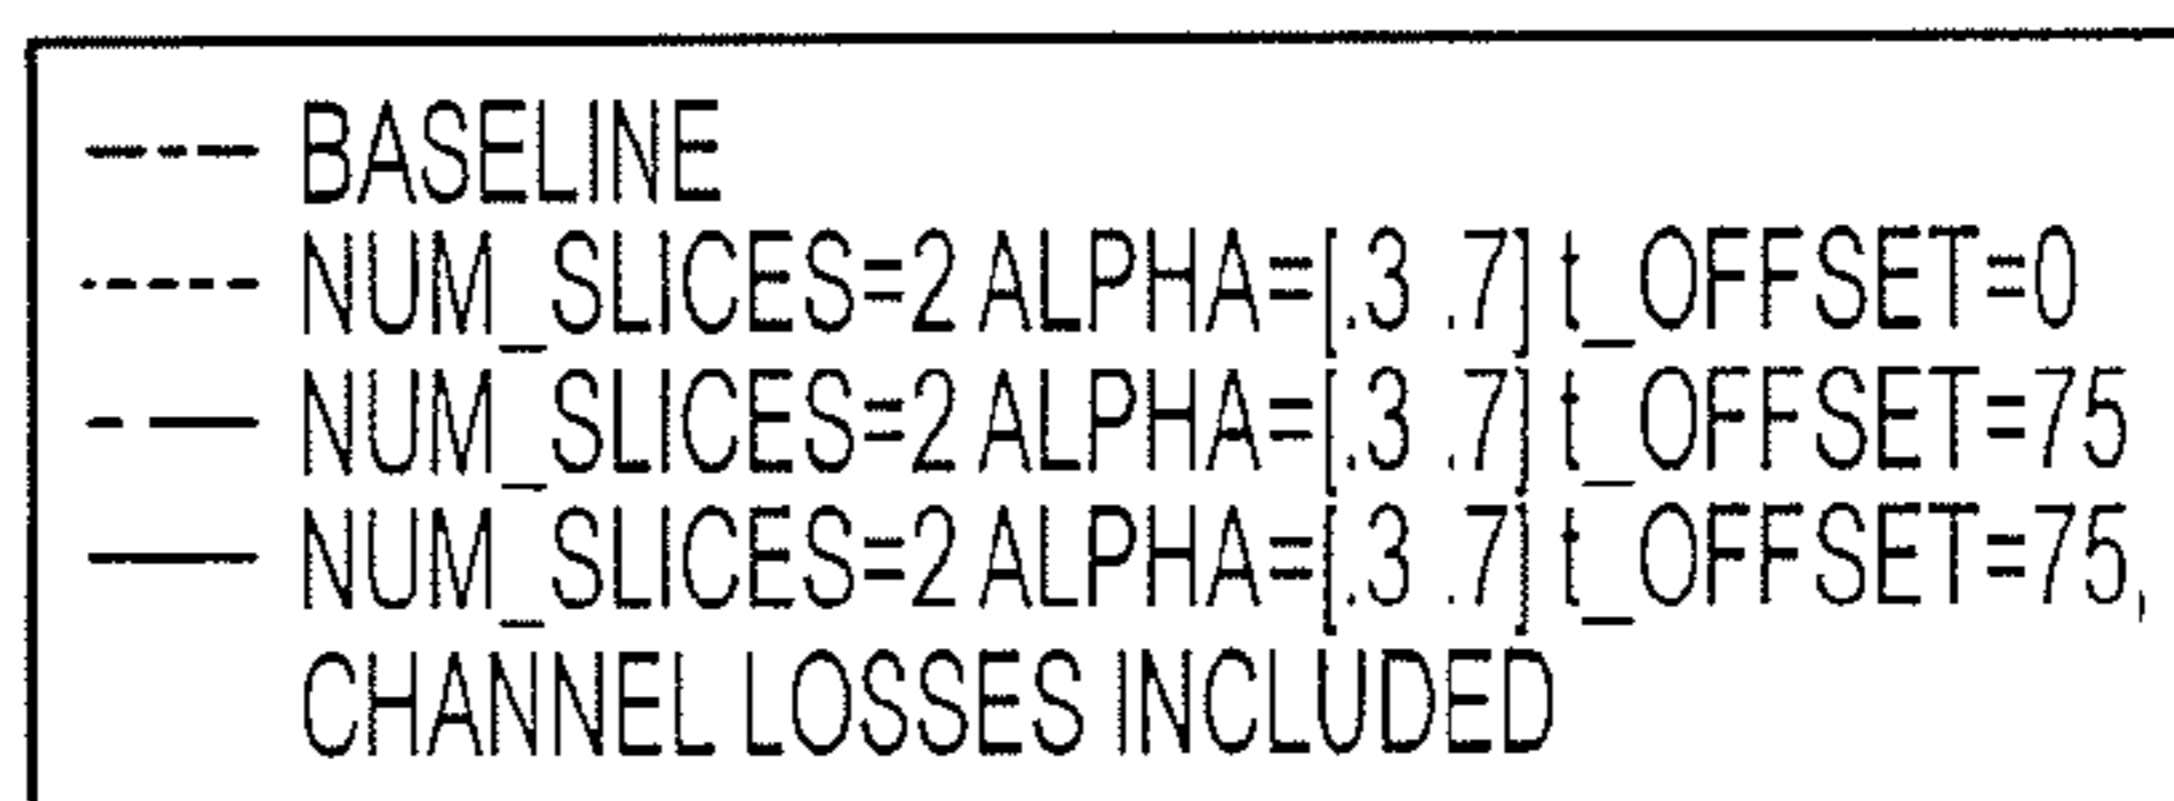 BASELINE
NUM_SLICES=2 ALPHA=[.3 .7] t_OFFSET=0
NUM_SLICES=2 ALPHA=[.3 .7] t_OFFSET=75
NUM_SLICES=2 ALPHA=[.3 .7] t_OFFSET=75,
CHANNEL LOSSES INCLUDED